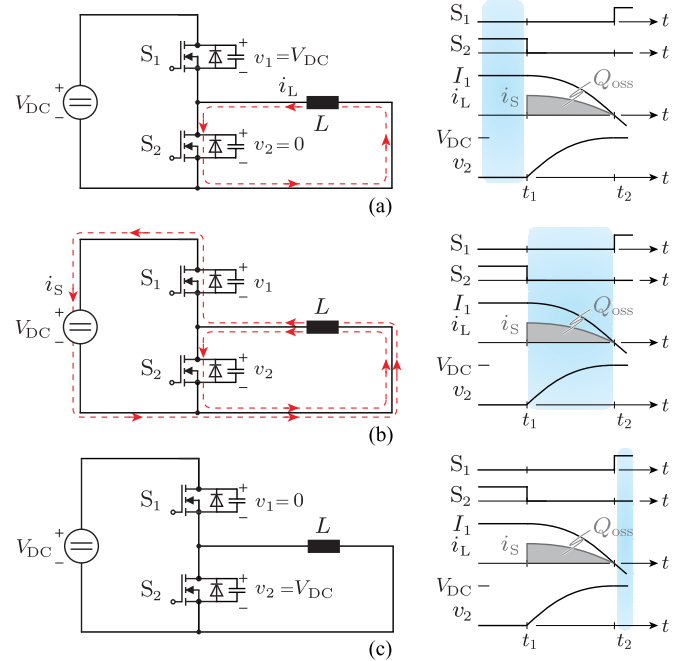 S1
v1=VDC
S1 t
S2 t
I1
iL iS Qoss
t
VDC + −
iL
L
S2
v2=0
VDC
v2 t
t1 t2
(a)
iS
S1
v1
S1 t
S2 t
I1
iL iS Qoss
t
VDC + −
L
S2
v2
VDC
v2 t
t1 t2
(b)
S1
v1=0
S1 t
S2 t
I1
iL iS Qoss
t
VDC + −
L
S2
v2=VDC
VDC
v2 t
t1 t2
(c)